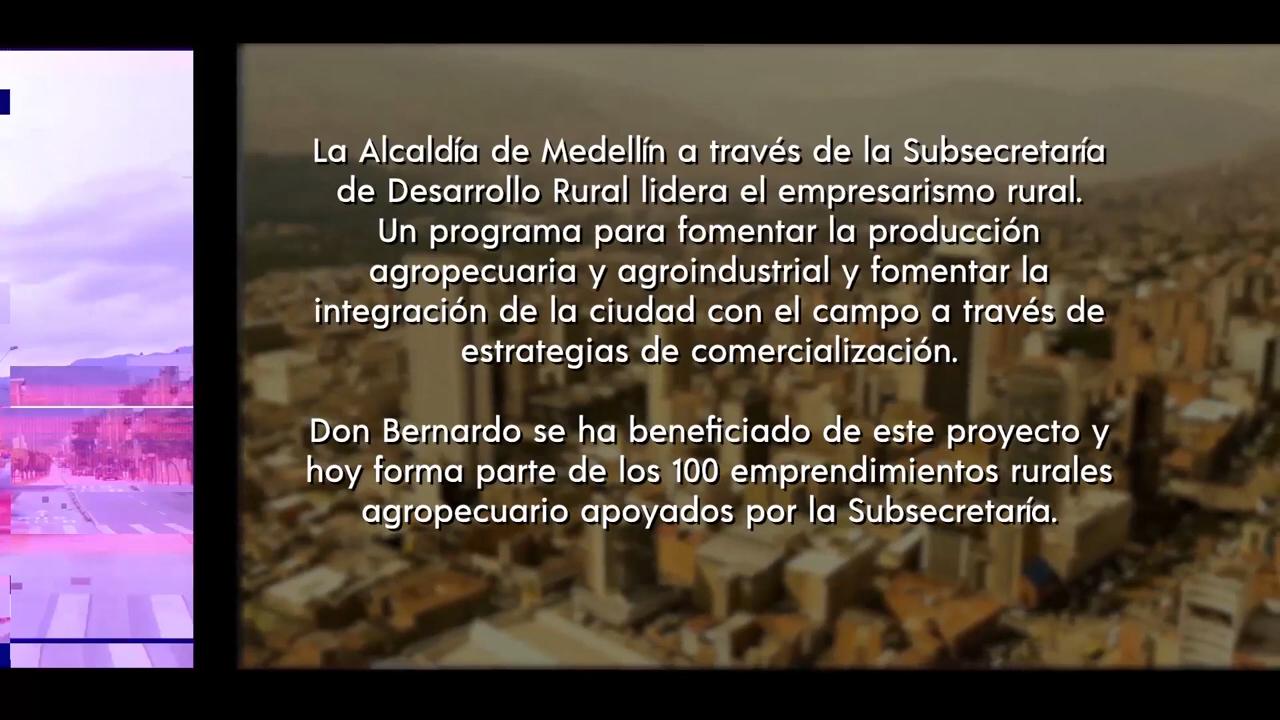 La Alcaldía de Medellín a través de la Subsecretaría
de Desarrollo Rural lidera el empresarismo rural.
Un programa para fomentar la producción
agropecuaria y agroindustrial y fomentar la
integración de la ciudad con el campo a través de
estrategias de comercialización.
Don Bernardo se ha beneficiado de este proyecto y
hoy forma parte de los 100 emprendimientos rurales
agropecuario apoyados por la Subsecretaría.